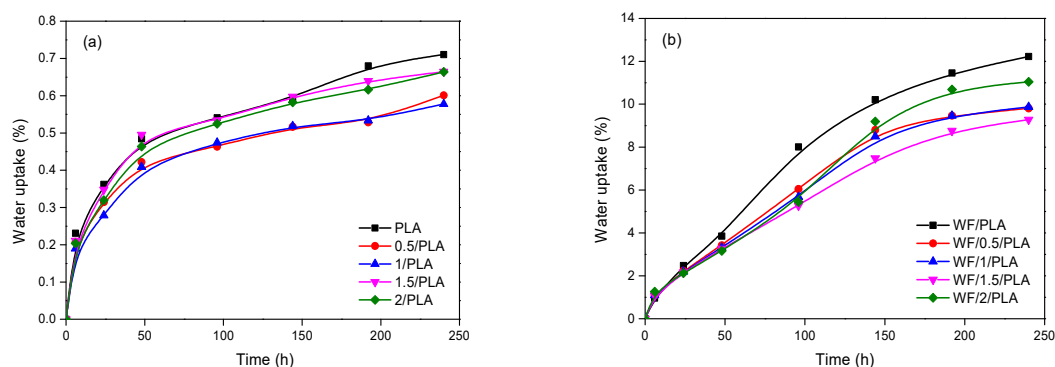 (a)
Water uptake (%)
0.8
0.7
0.6
0.5
0.4
0.3
0.2
0.1
0.0
PLA
0.5/PLA
1/PLA
1.5/PLA
2/PLA
0 50 100 150 200 250
Time (h)
(b)
Water uptake (%)
14
12
10
8
6
4
2
0
WF/PLA
WF/0.5/PLA
WF/1/PLA
WF/1.5/PLA
WF/2/PLA
0 50 100 150 200 250
Time (h)